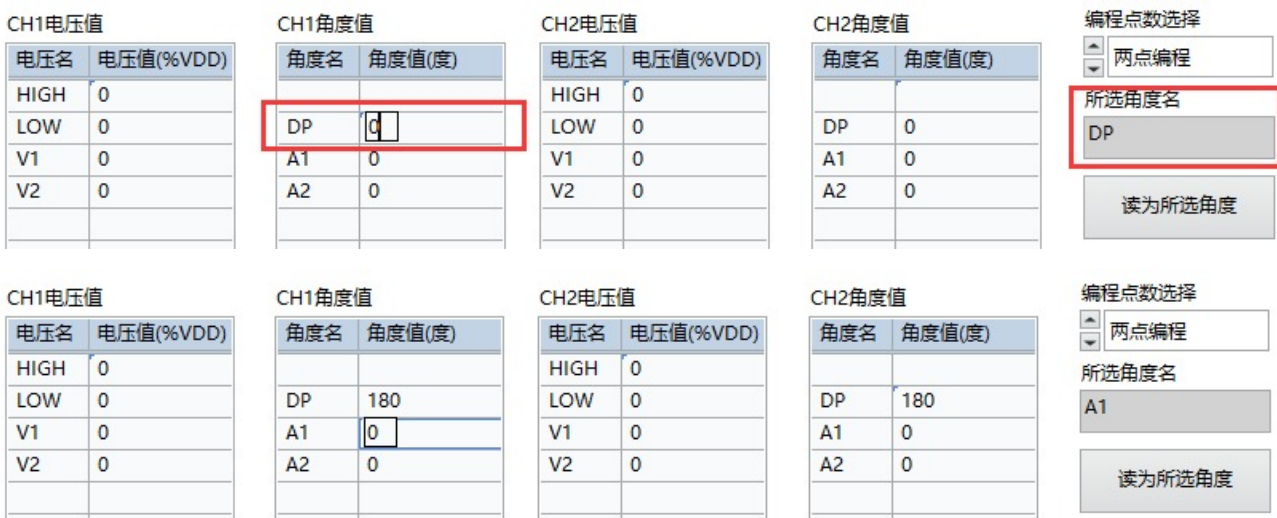 CH1电压值 CH1角度值 CH2电压值 CH2角度值 编程点数选择
电压名 电压值(%VDD) 角度名 角度值(度) 电压名 电压值(%VDD) 角度名 角度值(度) 两点编程
HIGH 0 HIGH 0 所选角度名
LOW 0 DP 0 LOW 0 DP 0 DP
V1 0 A1 0 V1 0 A1 0
V2 0 A2 0 V2 0 A2 0 读为所选角度
CH1电压值 CH1角度值 CH2电压值 CH2角度值 编程点数选择
电压名 电压值(%VDD) 角度名 角度值(度) 电压名 电压值(%VDD) 角度名 角度值(度) 两点编程
HIGH 0 HIGH 0 所选角度名
LOW 0 DP 180 LOW 0 DP 180 A1
V1 0 A1 0 V1 0 A1 0
V2 0 A2 0 V2 0 A2 0 读为所选角度